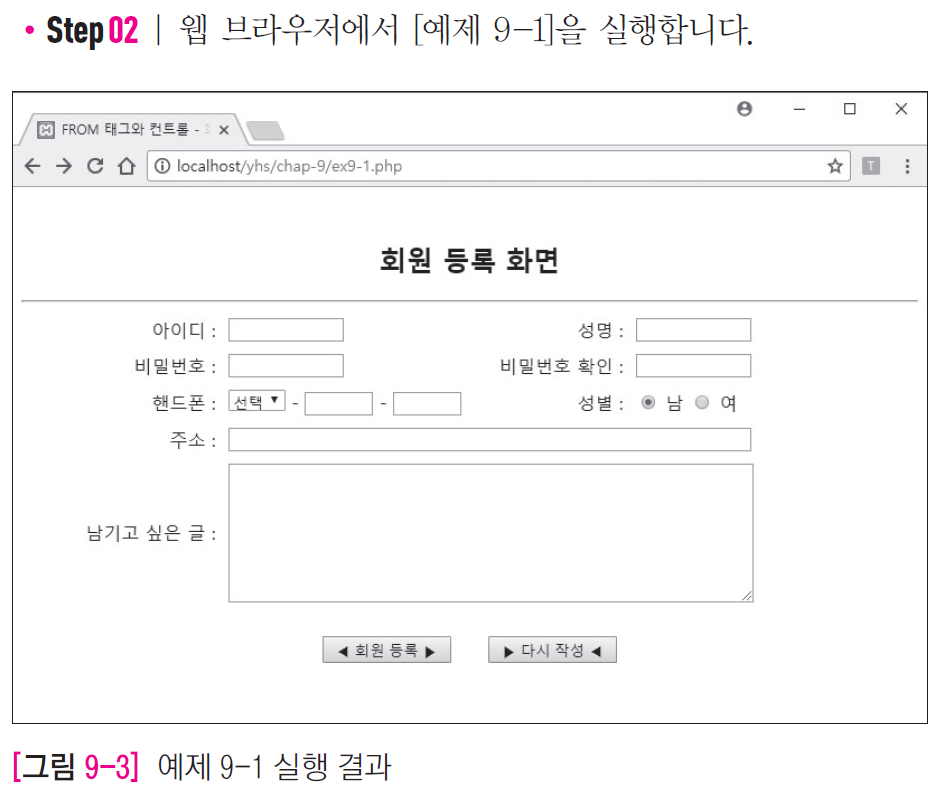 • Step 02 | 웹 브라우저에서 [예제 9-1]을 실행합니다.
FROM 태그와 컨트롤 -
localhost/yhs/chap-9/ex9-1.php
T
회원 등록 화면
아이디 : 성명 :
비밀번호 : 비밀번호 확인 :
핸드폰 : 선택 ▼ - - 성별 : 남 여
주소 :
남기고 싶은 글 :
◀ 회원 등록 ▶ ▶ 다시 작성 ◀
[그림 9-3] 예제 9-1 실행 결과